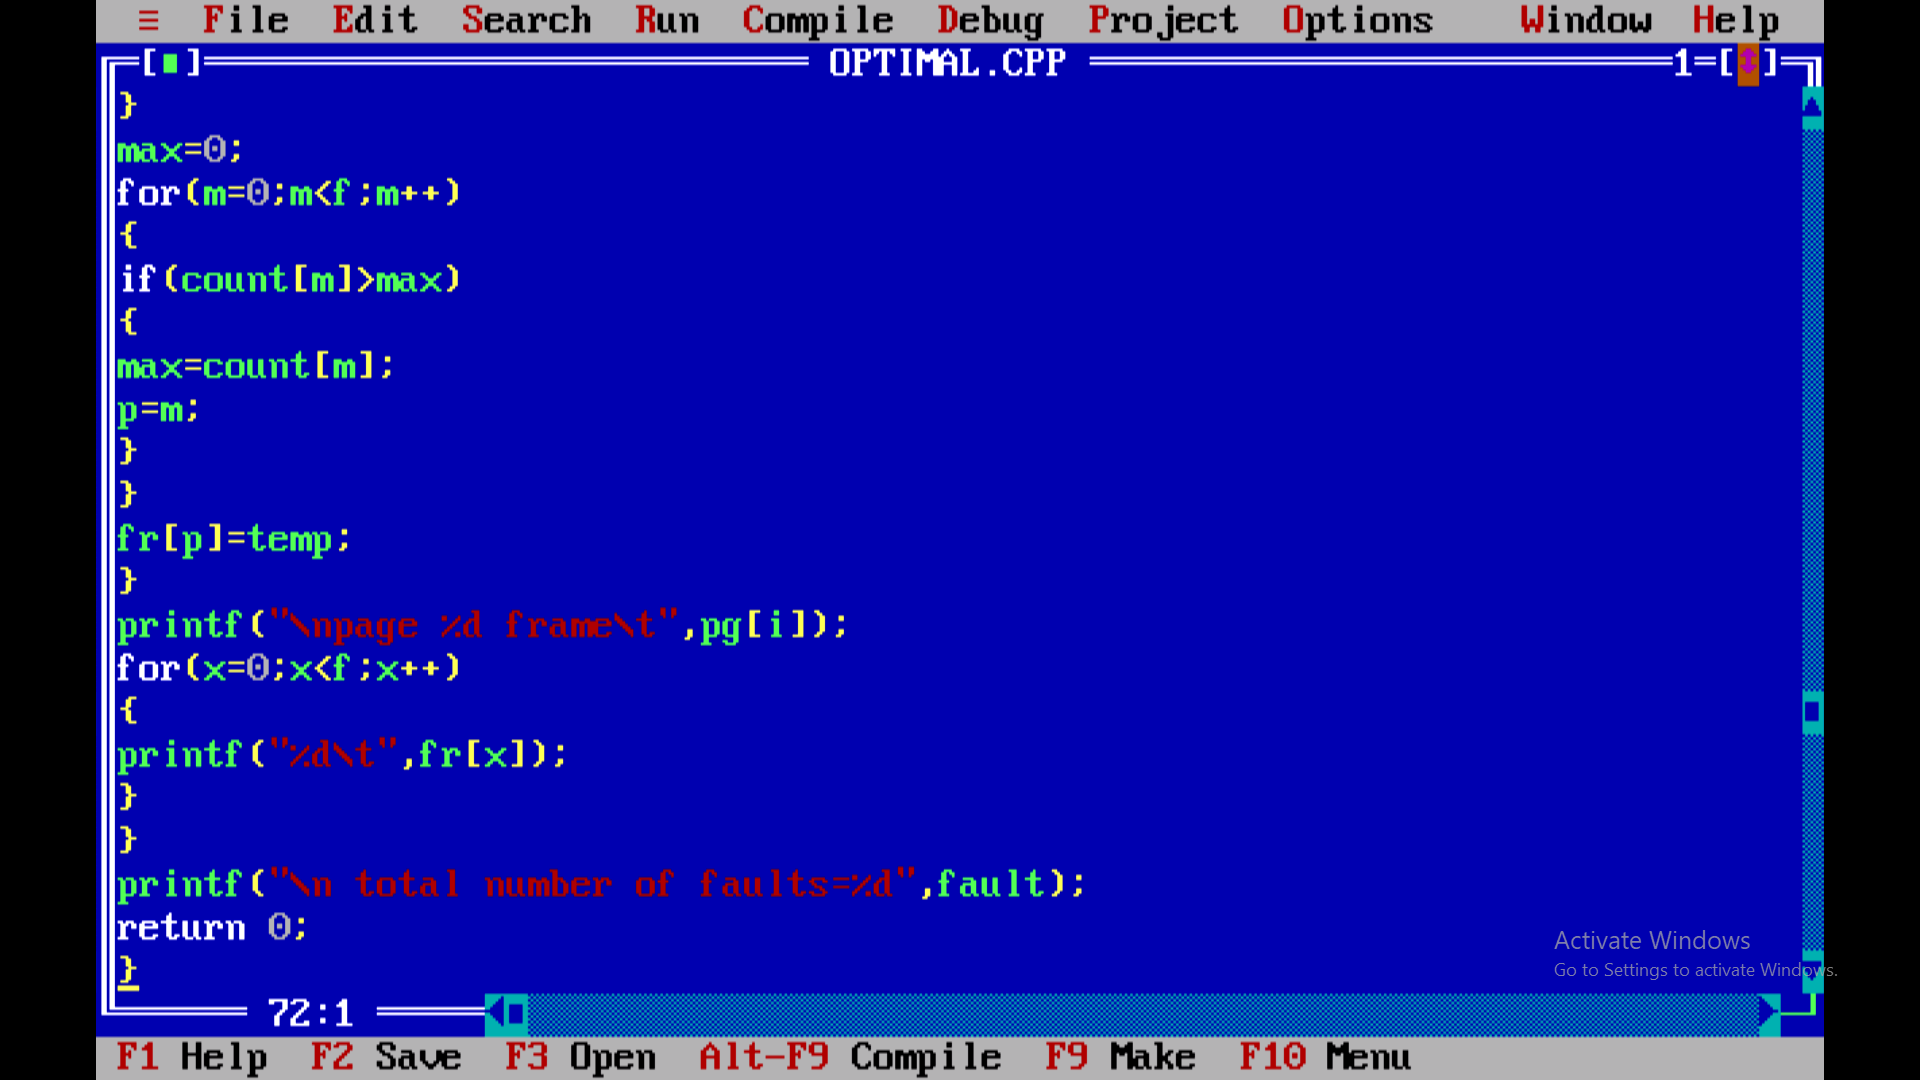 ≡ File Edit Search Run Compile Debug Project Options Window Help
[■] OPTIMAL.CPP 1=[↕]
}
max=0;
for(m=0;m<f;m++)
{
if(count[m]>max)
{
max=count[m];
p=m;
}
}
fr[p]=temp;
}
printf("\npage %d frame\t",pg[i]);
for(x=0;x<f;x++)
{
printf("%d\t",fr[x]);
}
}
printf("\n total number of faults=%d",fault);
return 0;
}
Activate Windows
Go to Settings to activate Windows.
72:1
F1 Help F2 Save F3 Open Alt-F9 Compile F9 Make F10 Menu